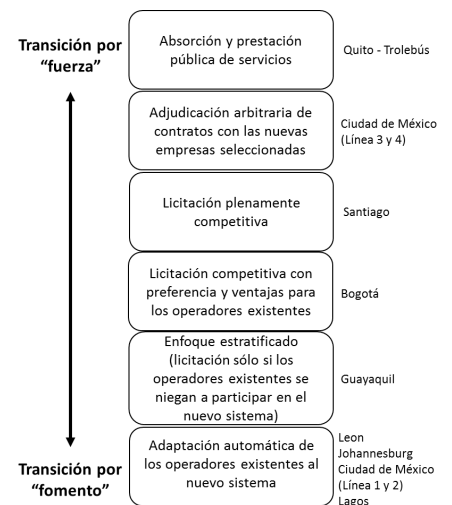 Transición por
“fuerza”
Absorción y prestación
pública de servicios
Quito - Trolebús
Adjudicación arbitraria de
contratos con las nuevas
empresas seleccionadas
Ciudad de México
(Línea 3 y 4)
Licitación plenamente
competitiva
Santiago
Licitación competitiva con
preferencia y ventajas para
los operadores existentes
Bogotá
Enfoque estratificado
(licitación sólo si los
operadores existentes se
niegan a participar en el
nuevo sistema)
Guayaquil
Transición por
“fomento”
Adaptación automática de
los operadores existentes al
nuevo sistema
Leon
Johannesburg
Ciudad de México
(Línea 1 y 2)
Lagos